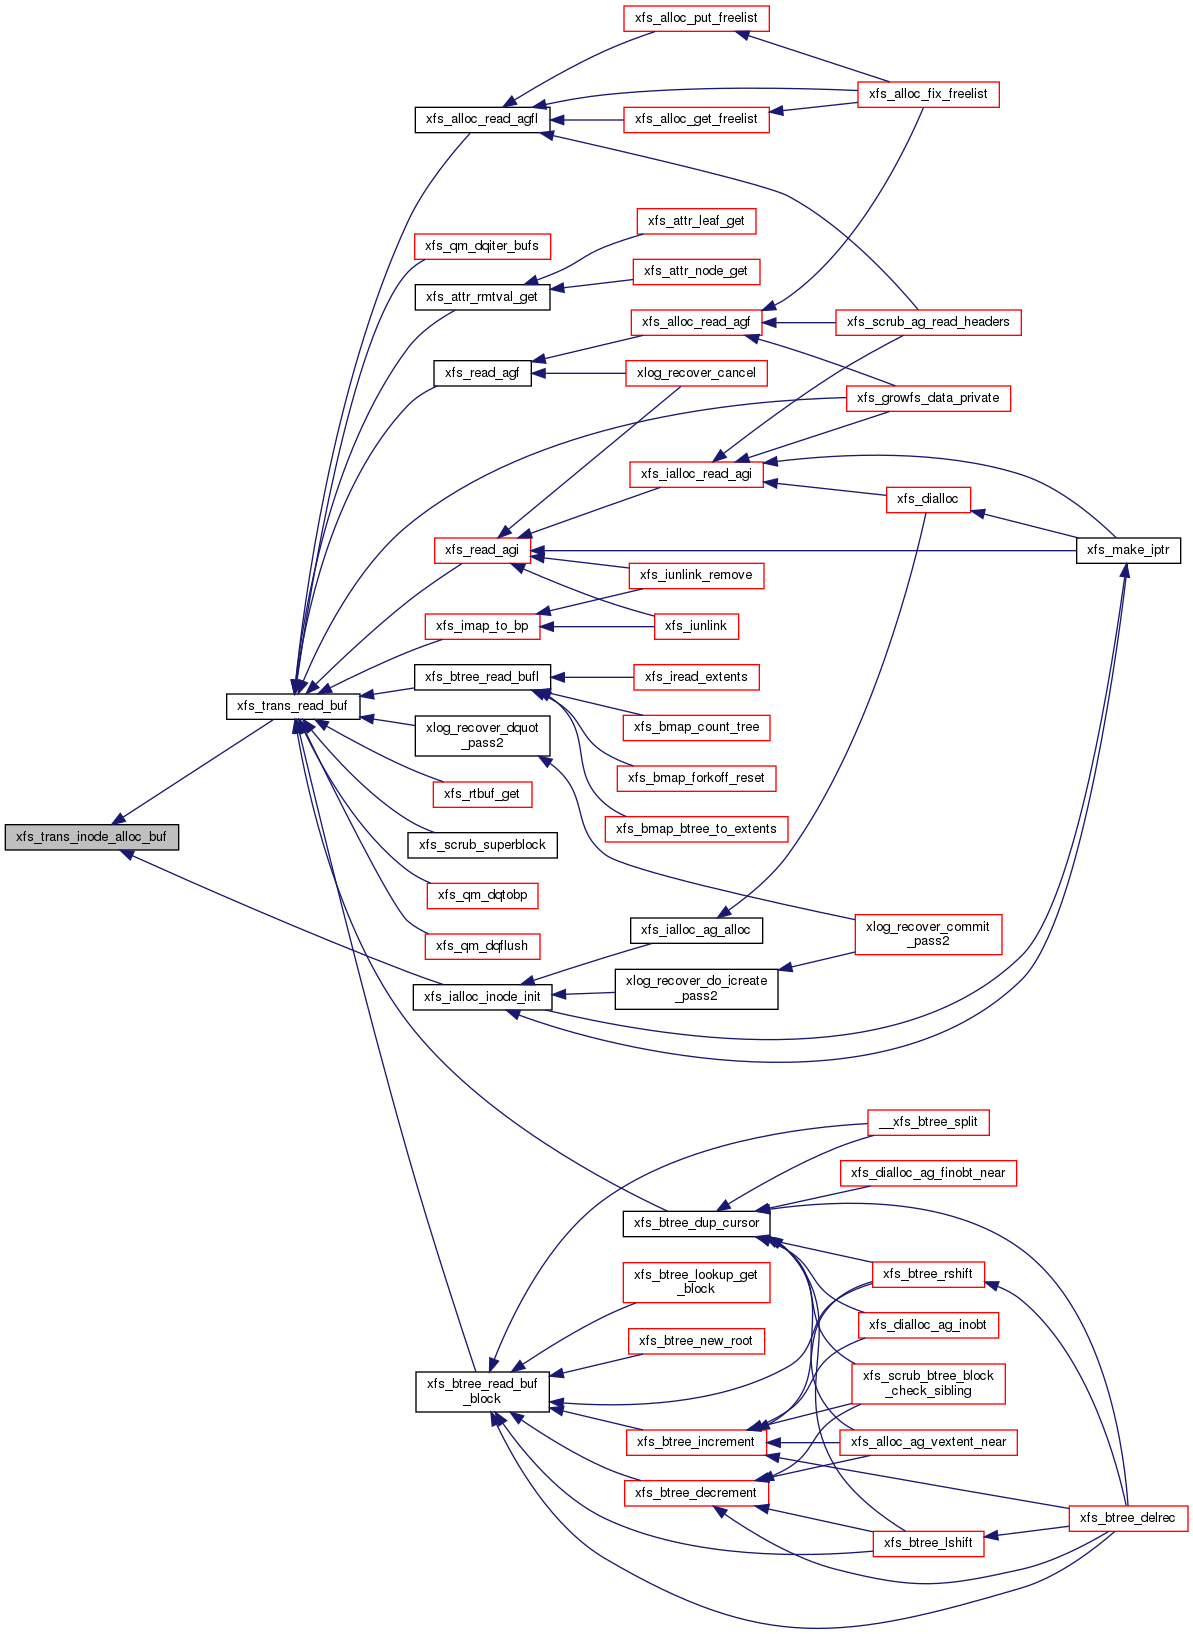 xfs_alloc_put_freelist
xfs_alloc_fix_freelist
xfs_alloc_read_agfl
xfs_alloc_get_freelist
xfs_attr_leaf_get
xfs_qm_dqiter_bufs
xfs_attr_node_get
xfs_attr_rmtval_get
xfs_alloc_read_agf
xfs_scrub_ag_read_headers
xfs_read_agf
xlog_recover_cancel
xfs_growfs_data_private
xfs_ialloc_read_agi
xfs_dialloc
xfs_read_agi
xfs_make_iptr
xfs_iunlink_remove
xfs_imap_to_bp
xfs_iunlink
xfs_btree_read_bufl
xfs_iread_extents
xfs_trans_read_buf
xlog_recover_dquot
_pass2
xfs_bmap_count_tree
xfs_bmap_forkoff_reset
xfs_rtbuf_get
xfs_bmap_btree_to_extents
xfs_trans_inode_alloc_buf
xfs_scrub_superblock
xfs_qm_dqtobp
xfs_ialloc_ag_alloc
xlog_recover_commit
_pass2
xfs_qm_dqflush
xlog_recover_do_icreate
_pass2
xfs_ialloc_inode_init
__xfs_btree_split
xfs_dialloc_ag_finobt_near
xfs_btree_dup_cursor
xfs_btree_rshift
xfs_btree_lookup_get
_block
xfs_dialloc_ag_inobt
xfs_btree_new_root
xfs_scrub_btree_block
_check_sibling
xfs_btree_read_buf
_block
xfs_btree_increment
xfs_alloc_ag_vextent_near
xfs_btree_decrement
xfs_btree_delrec
xfs_btree_lshift